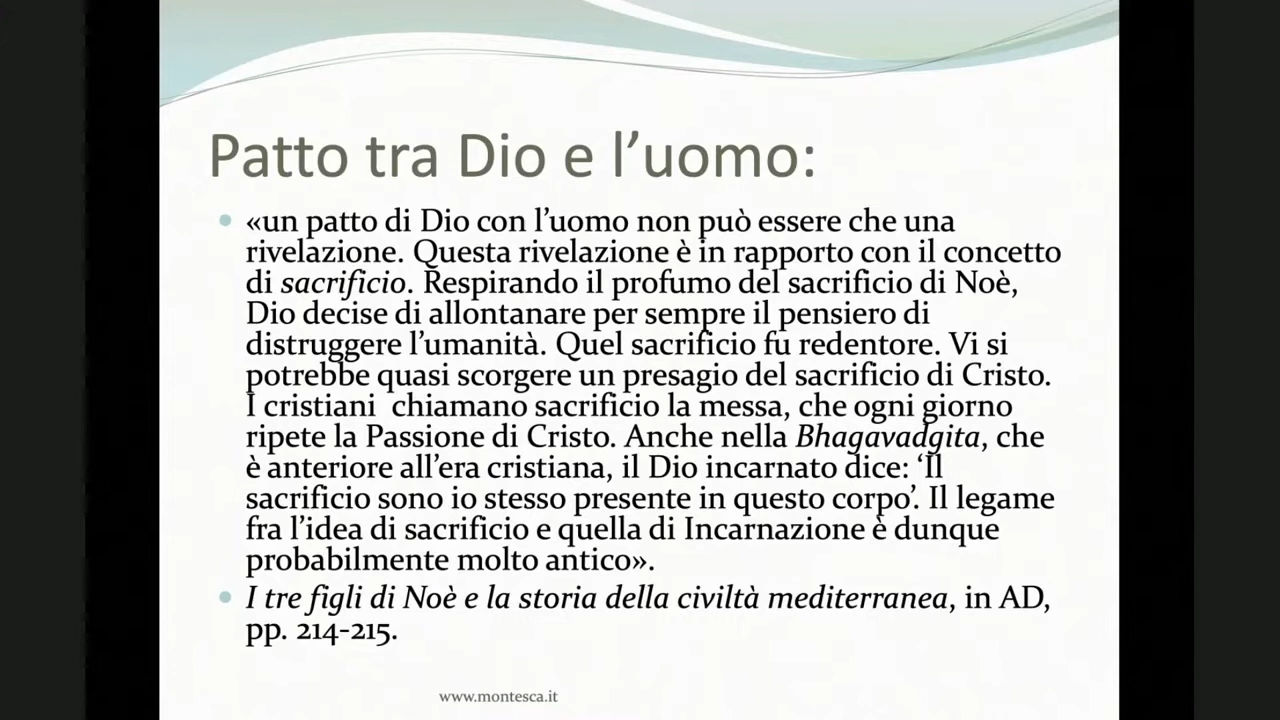 Patto tra Dio e l’uomo:
• «un patto di Dio con l’uomo non può essere che una
rivelazione. Questa rivelazione è in rapporto con il concetto
di sacrificio. Respirando il profumo del sacrificio di Noè,
Dio decise di allontanare per sempre il pensiero di
distruggere l’umanità. Quel sacrificio fu redentore. Vi si
potrebbe quasi scorgere un presagio del sacrificio di Cristo.
I cristiani chiamano sacrificio la messa, che ogni giorno
ripete la Passione di Cristo. Anche nella Bhagavadgita, che
è anteriore all’era cristiana, il Dio incarnato dice: ‘Il
sacrificio sono io stesso presente in questo corpo’. Il legame
fra l’idea di sacrificio e quella di Incarnazione è dunque
probabilmente molto antico».
• I tre figli di Noè e la storia della civiltà mediterranea, in AD,
pp. 214-215.
www.montesca.it